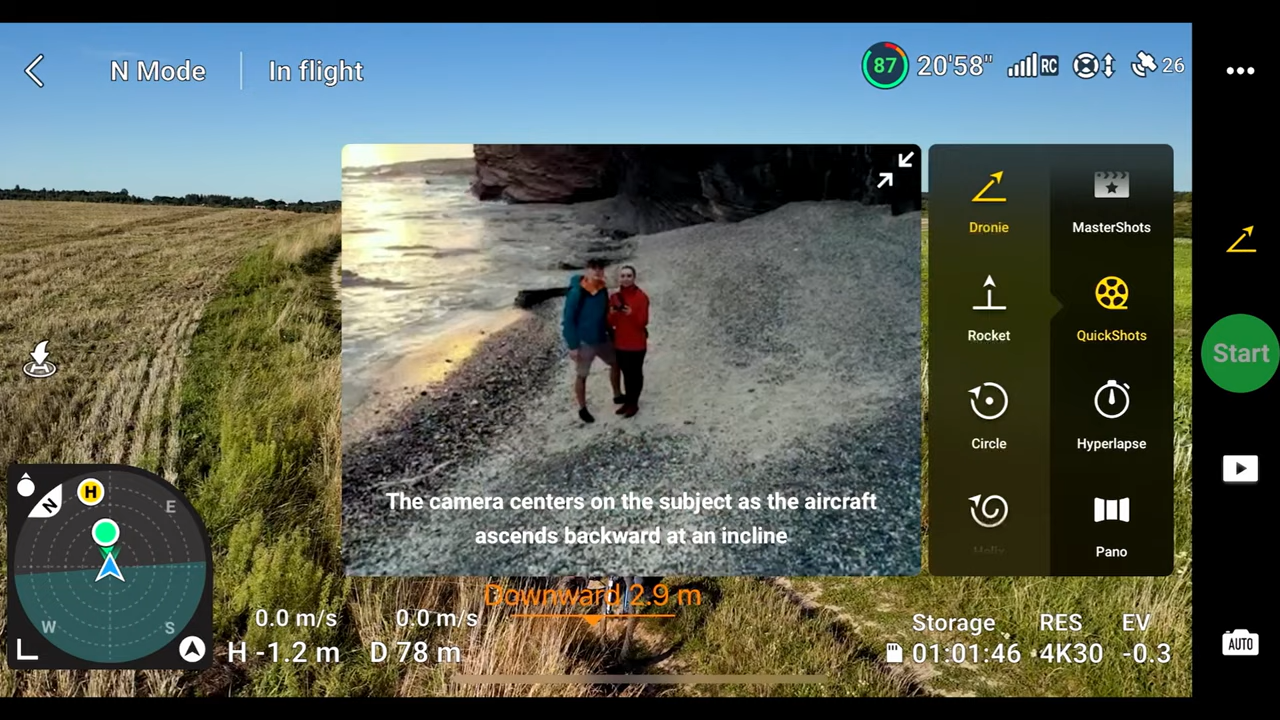 N Mode
In flight
87
20'58"
RC
26
Dronie
MasterShots
Rocket
QuickShots
Start
Circle
Hyperlapse
The camera centers on the subject as the aircraft
ascends backward at an incline
Helix
Pano
H
N
E
W
S
Downward 2.9 m
0.0 m/s
0.0 m/s
H -1.2 m
D 78 m
Storage
RES
EV
01:01:46
4K30
-0.3
AUTO